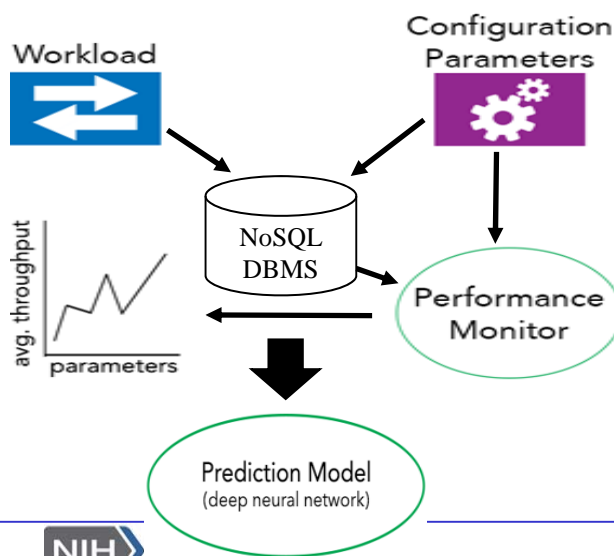 Workload
Configuration
Parameters
NoSQL
DBMS
avg. throughput
parameters
Performance
Monitor
Prediction Model
(deep neural network)
NIH